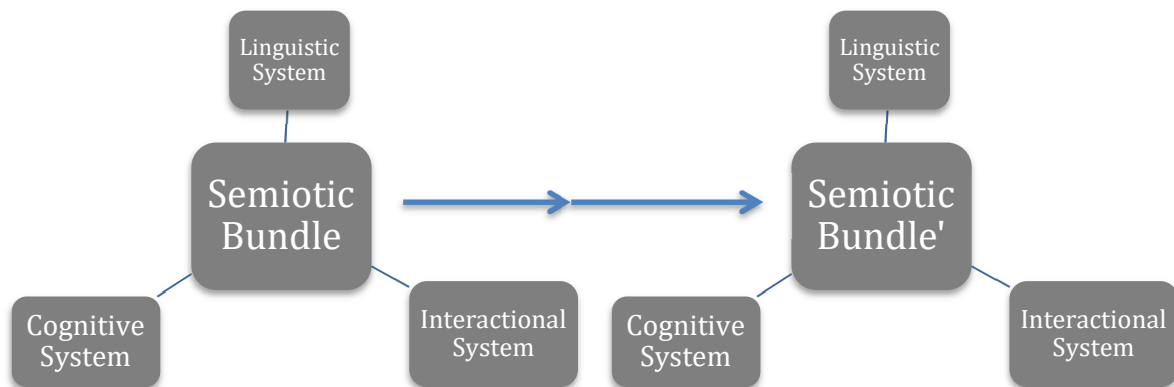 Linguistic
System
Semiotic
Bundle
Cognitive
System
Interactional
System
Linguistic
System
Semiotic
Bundle'
Cognitive
System
Interactional
System